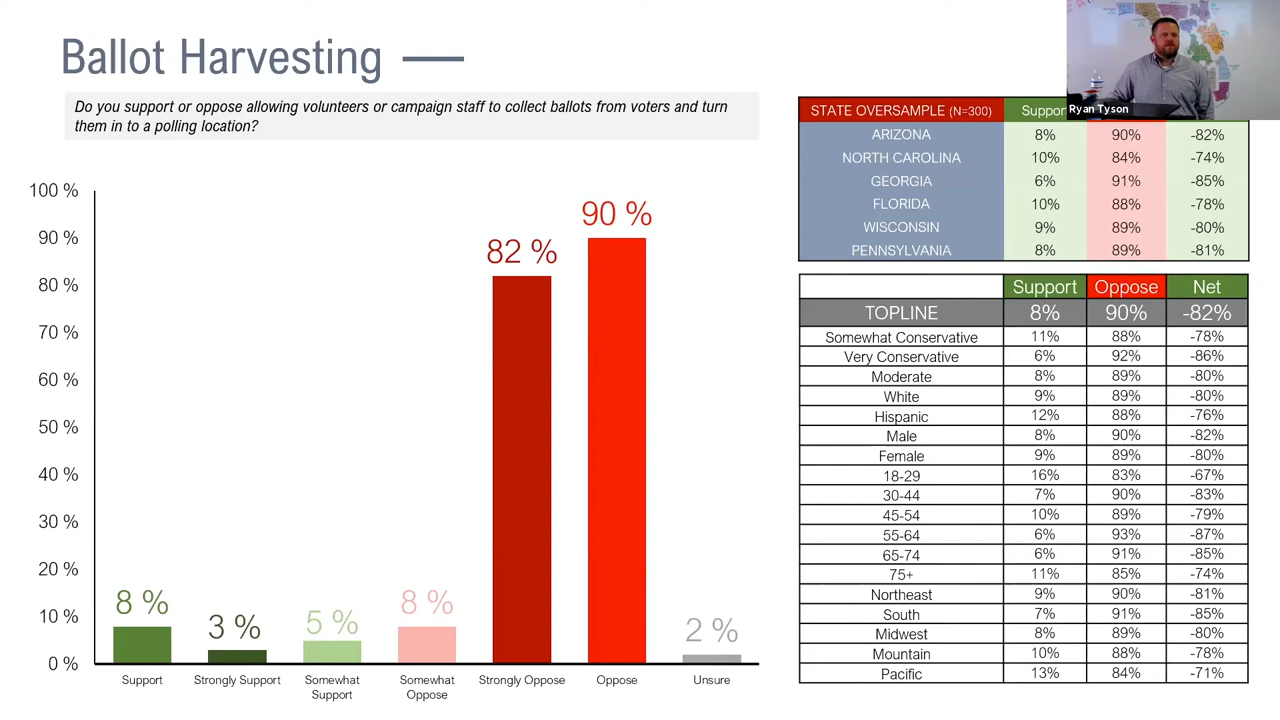 Ballot Harvesting —
Do you support or oppose allowing volunteers or campaign staff to collect ballots from voters and turn
them in to a polling location?
100 %
90 %
80 %
70 %
60 %
50 %
40 %
30 %
20 %
10 %
0 %
8 %
3 %
5 %
8 %
82 %
90 %
2 %
Support
Strongly Support
Somewhat
Support
Somewhat
Oppose
Strongly Oppose
Oppose
Unsure
Ryan Tyson
STATE OVERSAMPLE (N=300) Suppor
ARIZONA 8% 90% -82%
NORTH CAROLINA 10% 84% -74%
GEORGIA 6% 91% -85%
FLORIDA 10% 88% -78%
WISCONSIN 9% 89% -80%
PENNSYLVANIA 8% 89% -81%
Support Oppose Net
TOPLINE 8% 90% -82%
Somewhat Conservative 11% 88% -78%
Very Conservative 6% 92% -86%
Moderate 8% 89% -80%
White 9% 89% -80%
Hispanic 12% 88% -76%
Male 8% 90% -82%
Female 9% 89% -80%
18-29 16% 83% -67%
30-44 7% 90% -83%
45-54 10% 89% -79%
55-64 6% 93% -87%
65-74 6% 91% -85%
75+ 11% 85% -74%
Northeast 9% 90% -81%
South 7% 91% -85%
Midwest 8% 89% -80%
Mountain 10% 88% -78%
Pacific 13% 84% -71%